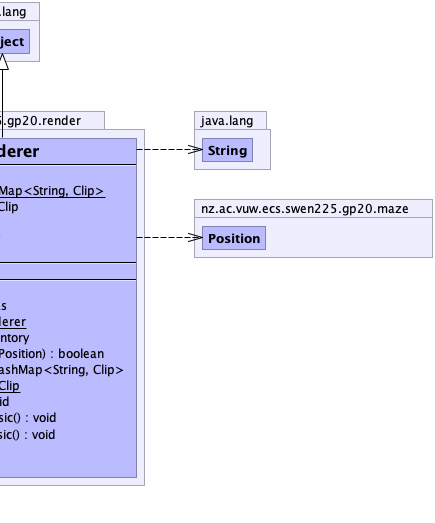 .lang
ject
.gp20.render
java.lang
derer
String
Map<String, Clip>
Clip
nz.ac.vuw.ecs.swen225.gp20.maze
Position
s
derer
ntory
Position) : boolean
ashMap<String, Clip>
Clip
id
sic() : void
sic() : void